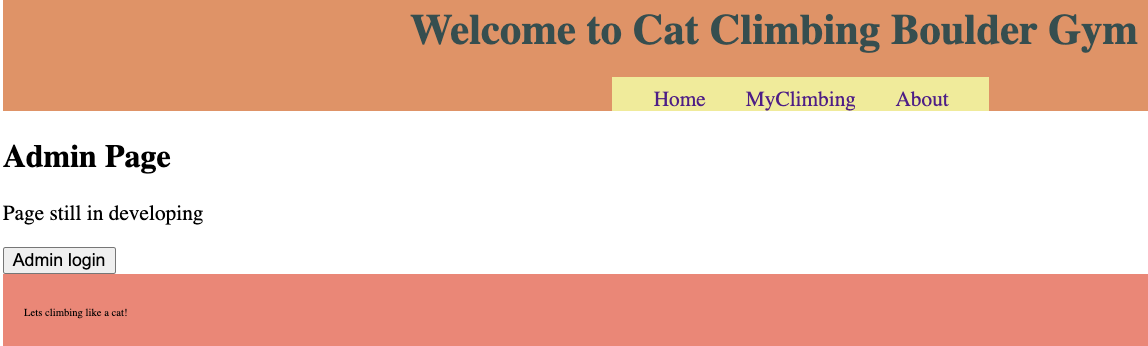 Welcome to Cat Climbing Boulder Gym
Home MyClimbing About
Admin Page
Page still in developing
Admin login
Lets climbing like a cat!